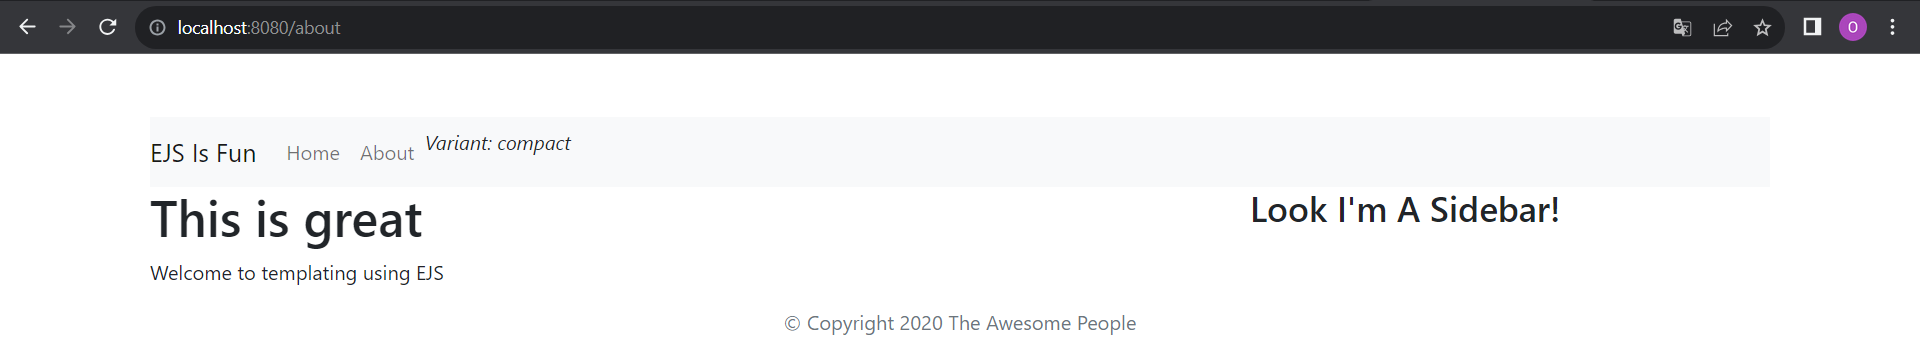 localhost:8080/about
O
EJS Is Fun Home About Variant: compact
This is great
Look I'm A Sidebar!
Welcome to templating using EJS
© Copyright 2020 The Awesome People